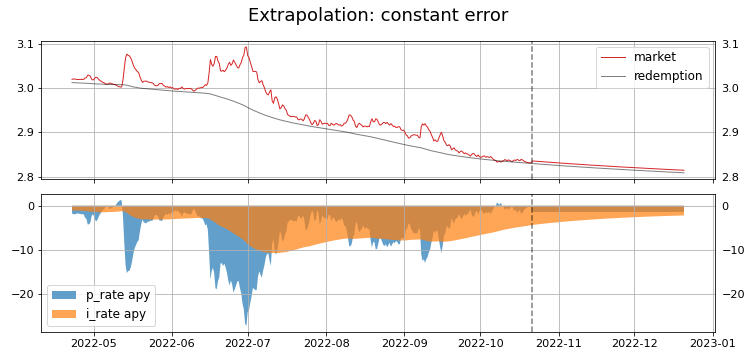 Extrapolation: constant error
3.1
3.0
2.9
2.8
3.1
3.0
2.9
2.8
market
redemption
0
−10
−20
0
−10
−20
p_rate apy
i_rate apy
2022-05 2022-06 2022-07 2022-08 2022-09 2022-10 2022-11 2022-12 2023-01